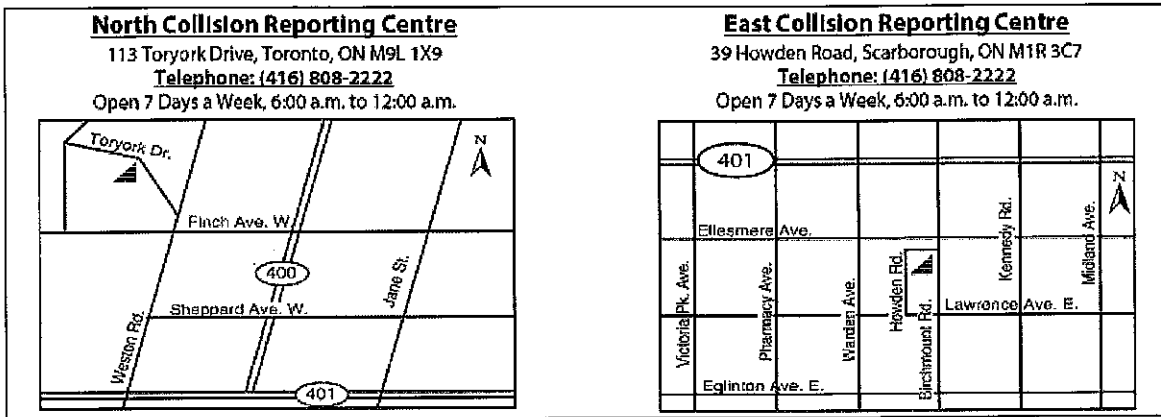 North Collision Reporting Centre
113 Toryork Drive, Toronto, ON M9L 1X9
Telephone: (416) 808-2222
Open 7 Days a Week, 6:00 a.m. to 12:00 a.m.
Toryork Dr.
N
Finch Ave. W.
400
Jane St.
Sheppard Ave. W.
Weston Rd.
401
East Collision Reporting Centre
39 Howden Road, Scarborough, ON M1R 3C7
Telephone: (416) 808-2222
Open 7 Days a Week, 6:00 a.m. to 12:00 a.m.
401
N
Ellesmere Ave.
Victoria Pk. Ave.
Pharmacy Ave.
Warden Ave.
Howden Rd.
Birchmount Rd.
Kennedy Rd.
Midland Ave.
Lawrence Ave. E.
Eglinton Ave. E.